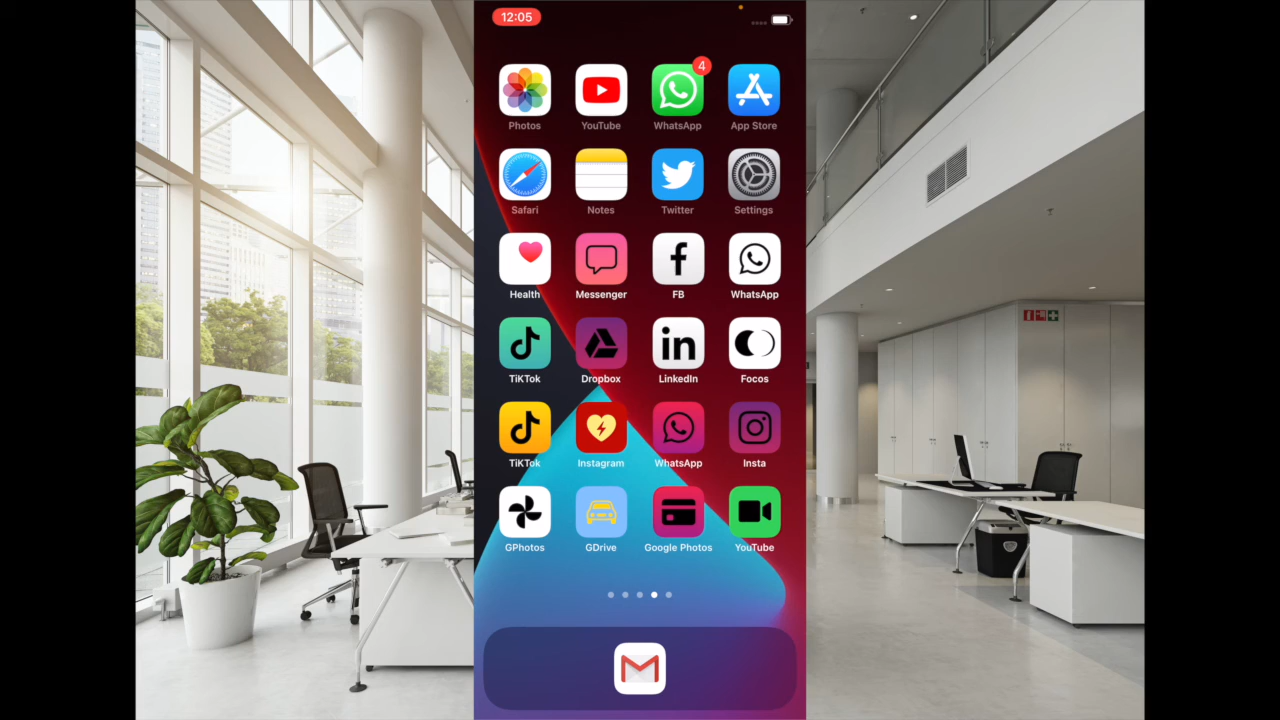 12:05
4
Photos YouTube WhatsApp App Store
Safari Notes Twitter Settings
Health Messenger FB WhatsApp
TiKTok Dropbox LinkedIn Focos
TiKTok Instagram WhatsApp Insta
GPhotos GDrive Google Photos YouTube